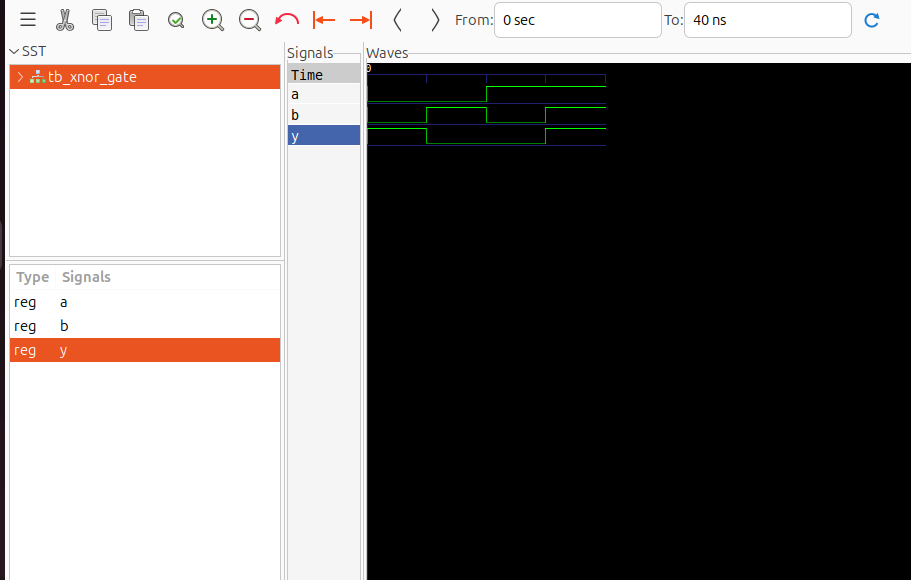 From: 0 sec To: 40 ns
SST
tb_xnor_gate
Type Signals
reg a
reg b
reg y
Signals
Time
a
b
y
Waves
0